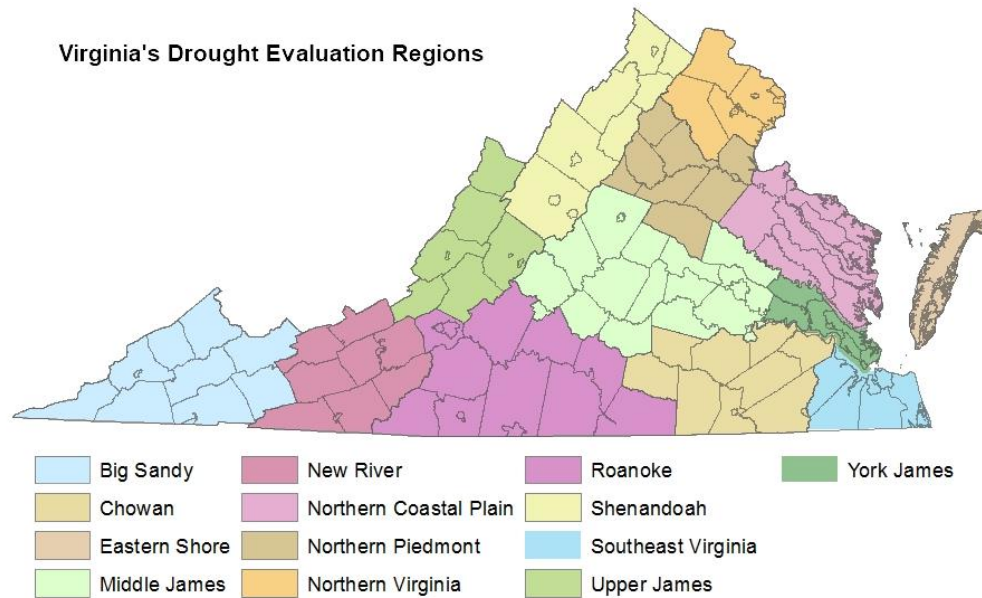 Virginia's Drought Evaluation Regions
Big Sandy
New River
Roanoke
York James
Chowan
Northern Coastal Plain
Shenandoah
Eastern Shore
Northern Piedmont
Southeast Virginia
Middle James
Northern Virginia
Upper James